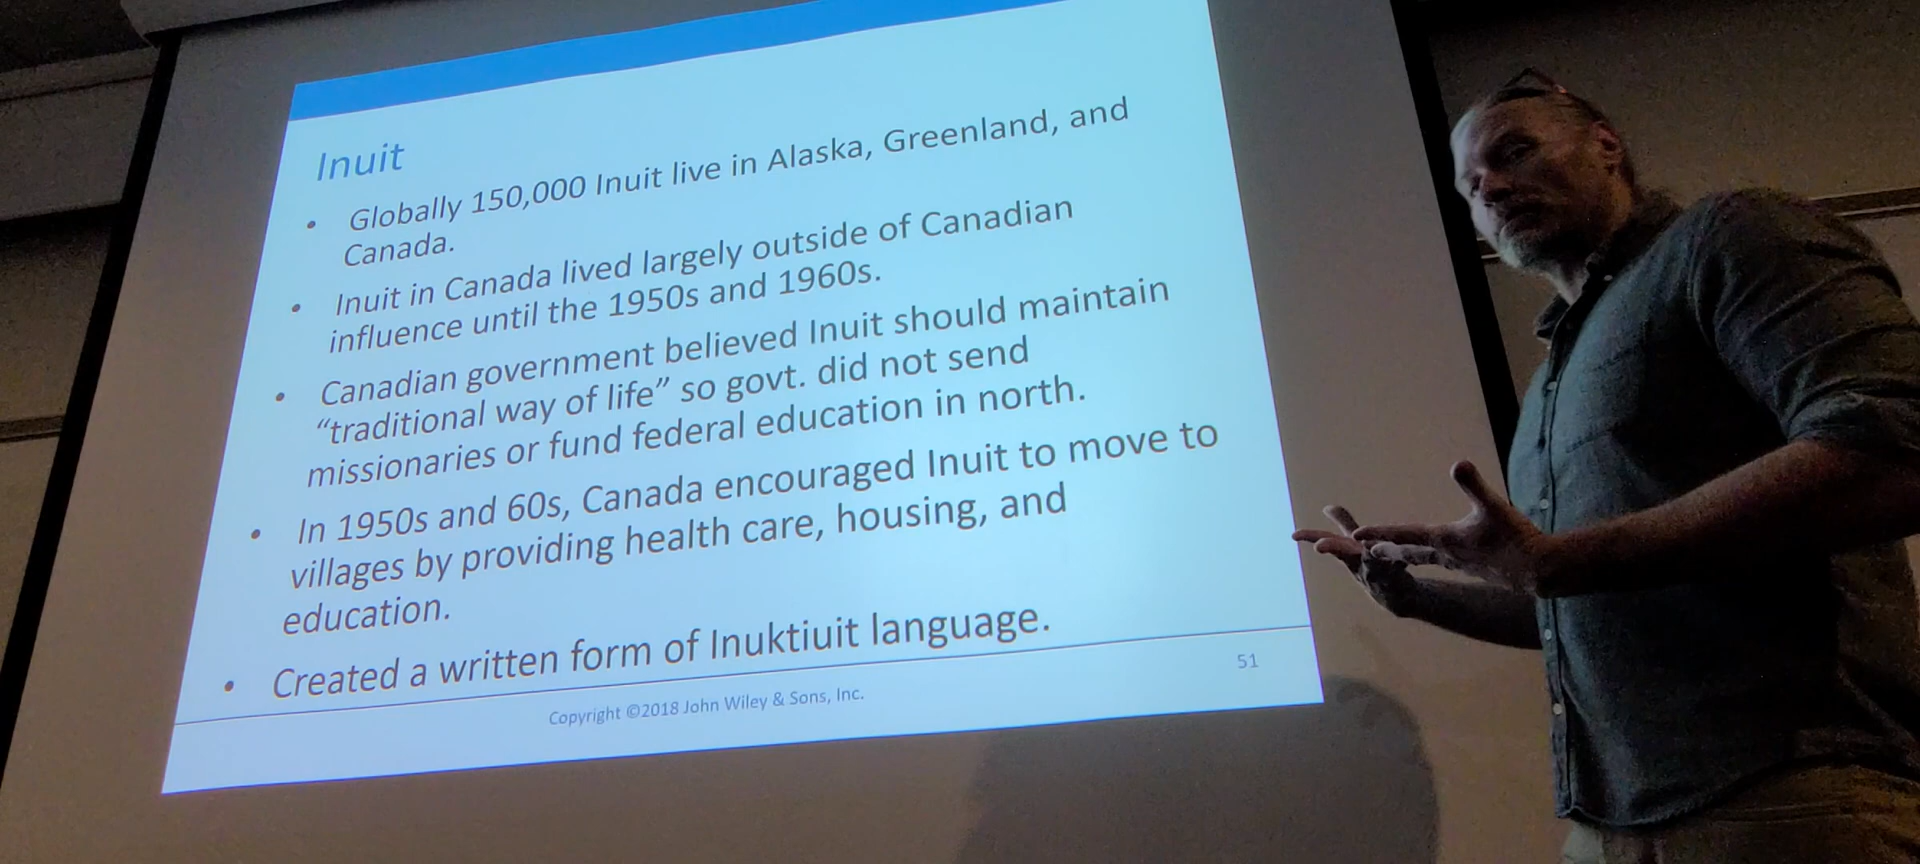 Inuit
• Globally 150,000 Inuit live in Alaska, Greenland, and
Canada.
• Inuit in Canada lived largely outside of Canadian
influence until the 1950s and 1960s.
• Canadian government believed Inuit should maintain
“traditional way of life” so govt. did not send
missionaries or fund federal education in north.
• In 1950s and 60s, Canada encouraged Inuit to move to
villages by providing health care, housing, and
education.
• Created a written form of Inuktiuit language.
Copyright ©2018 John Wiley & Sons, Inc.
51